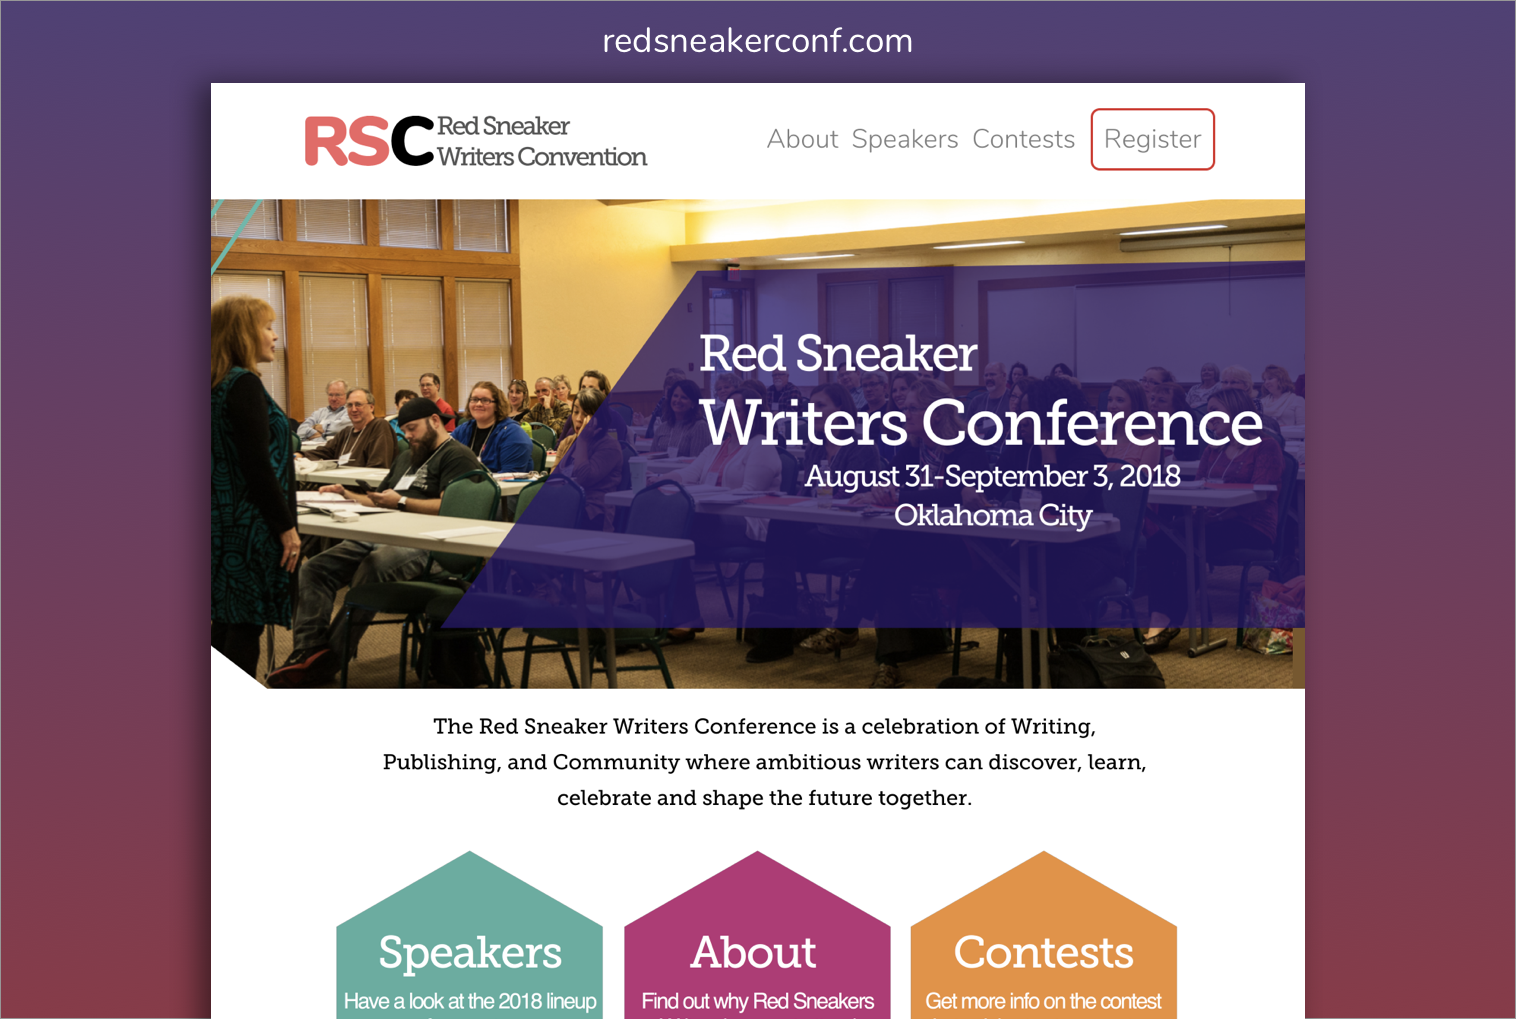 redsneakerconf.com
RSC Red Sneaker
Writers Convention
About Speakers Contests Register
Red Sneaker
Writers Conference
August 31-September 3, 2018
Oklahoma City
The Red Sneaker Writers Conference is a celebration of Writing,
Publishing, and Community where ambitious writers can discover, learn,
celebrate and shape the future together.
Speakers
Have a look at the 2018 lineup
About
Find out why Red Sneakers
Contests
Get more info on the contest